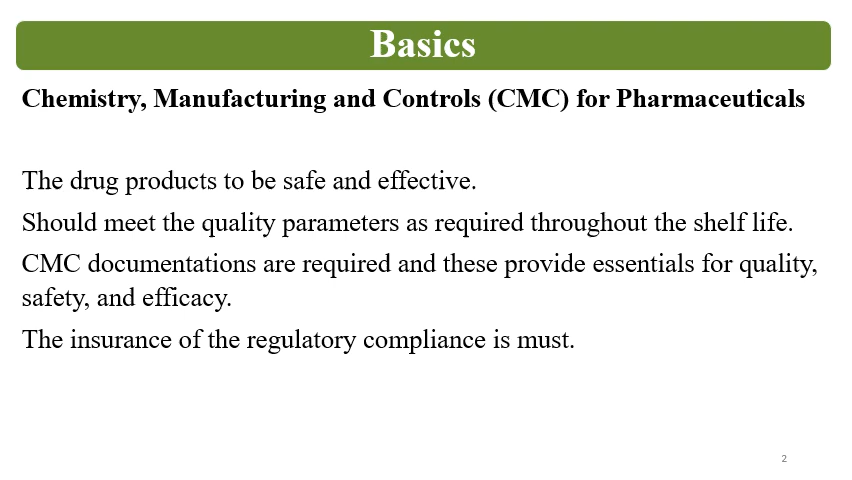 Basics
Chemistry, Manufacturing and Controls (CMC) for Pharmaceuticals
The drug products to be safe and effective.
Should meet the quality parameters as required throughout the shelf life.
CMC documentations are required and these provide essentials for quality,
safety, and efficacy.
The insurance of the regulatory compliance is must.
2